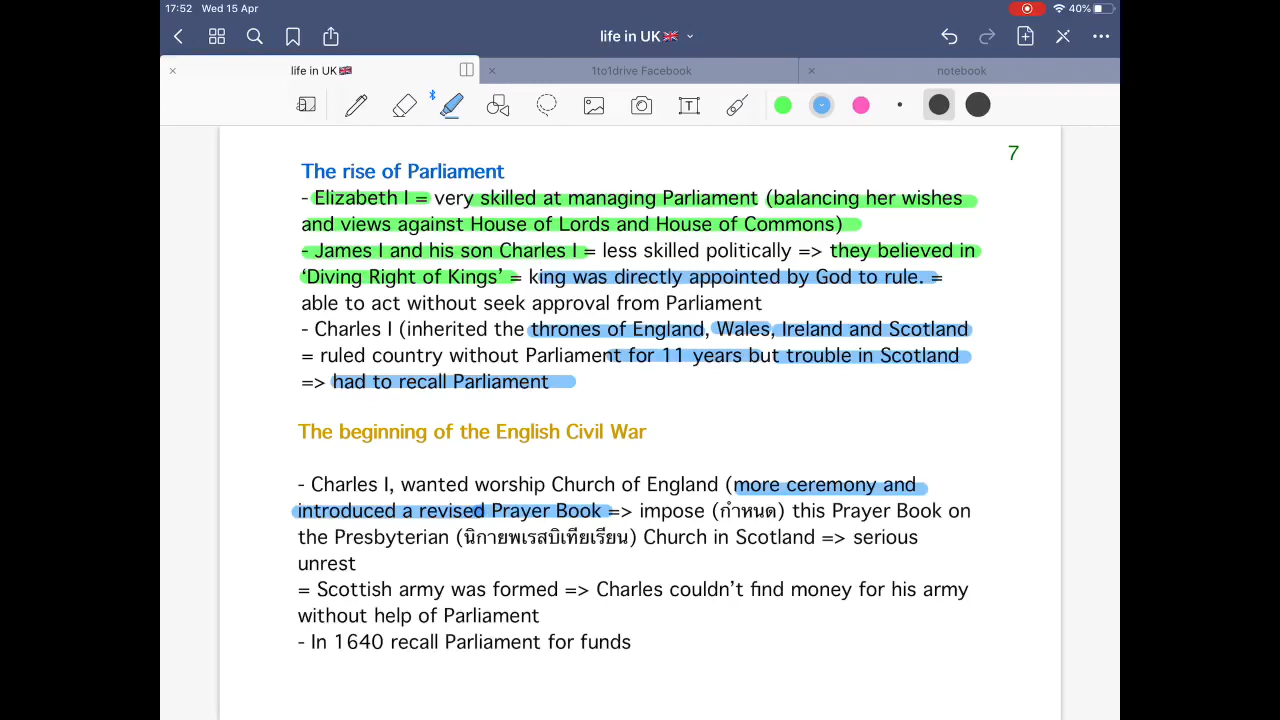 17:52 Wed 15 Apr
40%
life in UK🇬🇧
life in UK🇬🇧
1to1drive Facebook
notebook
T
7
The rise of Parliament
- Elizabeth I = very skilled at managing Parliament (balancing her wishes
and views against House of Lords and House of Commons)
- James I and his son Charles I = less skilled politically => they believed in
‘Diving Right of Kings’ = king was directly appointed by God to rule. =
able to act without seek approval from Parliament
- Charles I (inherited the thrones of England, Wales, Ireland and Scotland
= ruled country without Parliament for 11 years but trouble in Scotland
=> had to recall Parliament
The beginning of the English Civil War
- Charles I, wanted worship Church of England (more ceremony and
introduced a revised Prayer Book => impose (กำหนด) this Prayer Book on
the Presbyterian (นิกายพเรสบิเทียเรียน) Church in Scotland => serious
unrest
= Scottish army was formed => Charles couldn’t find money for his army
without help of Parliament
- In 1640 recall Parliament for funds